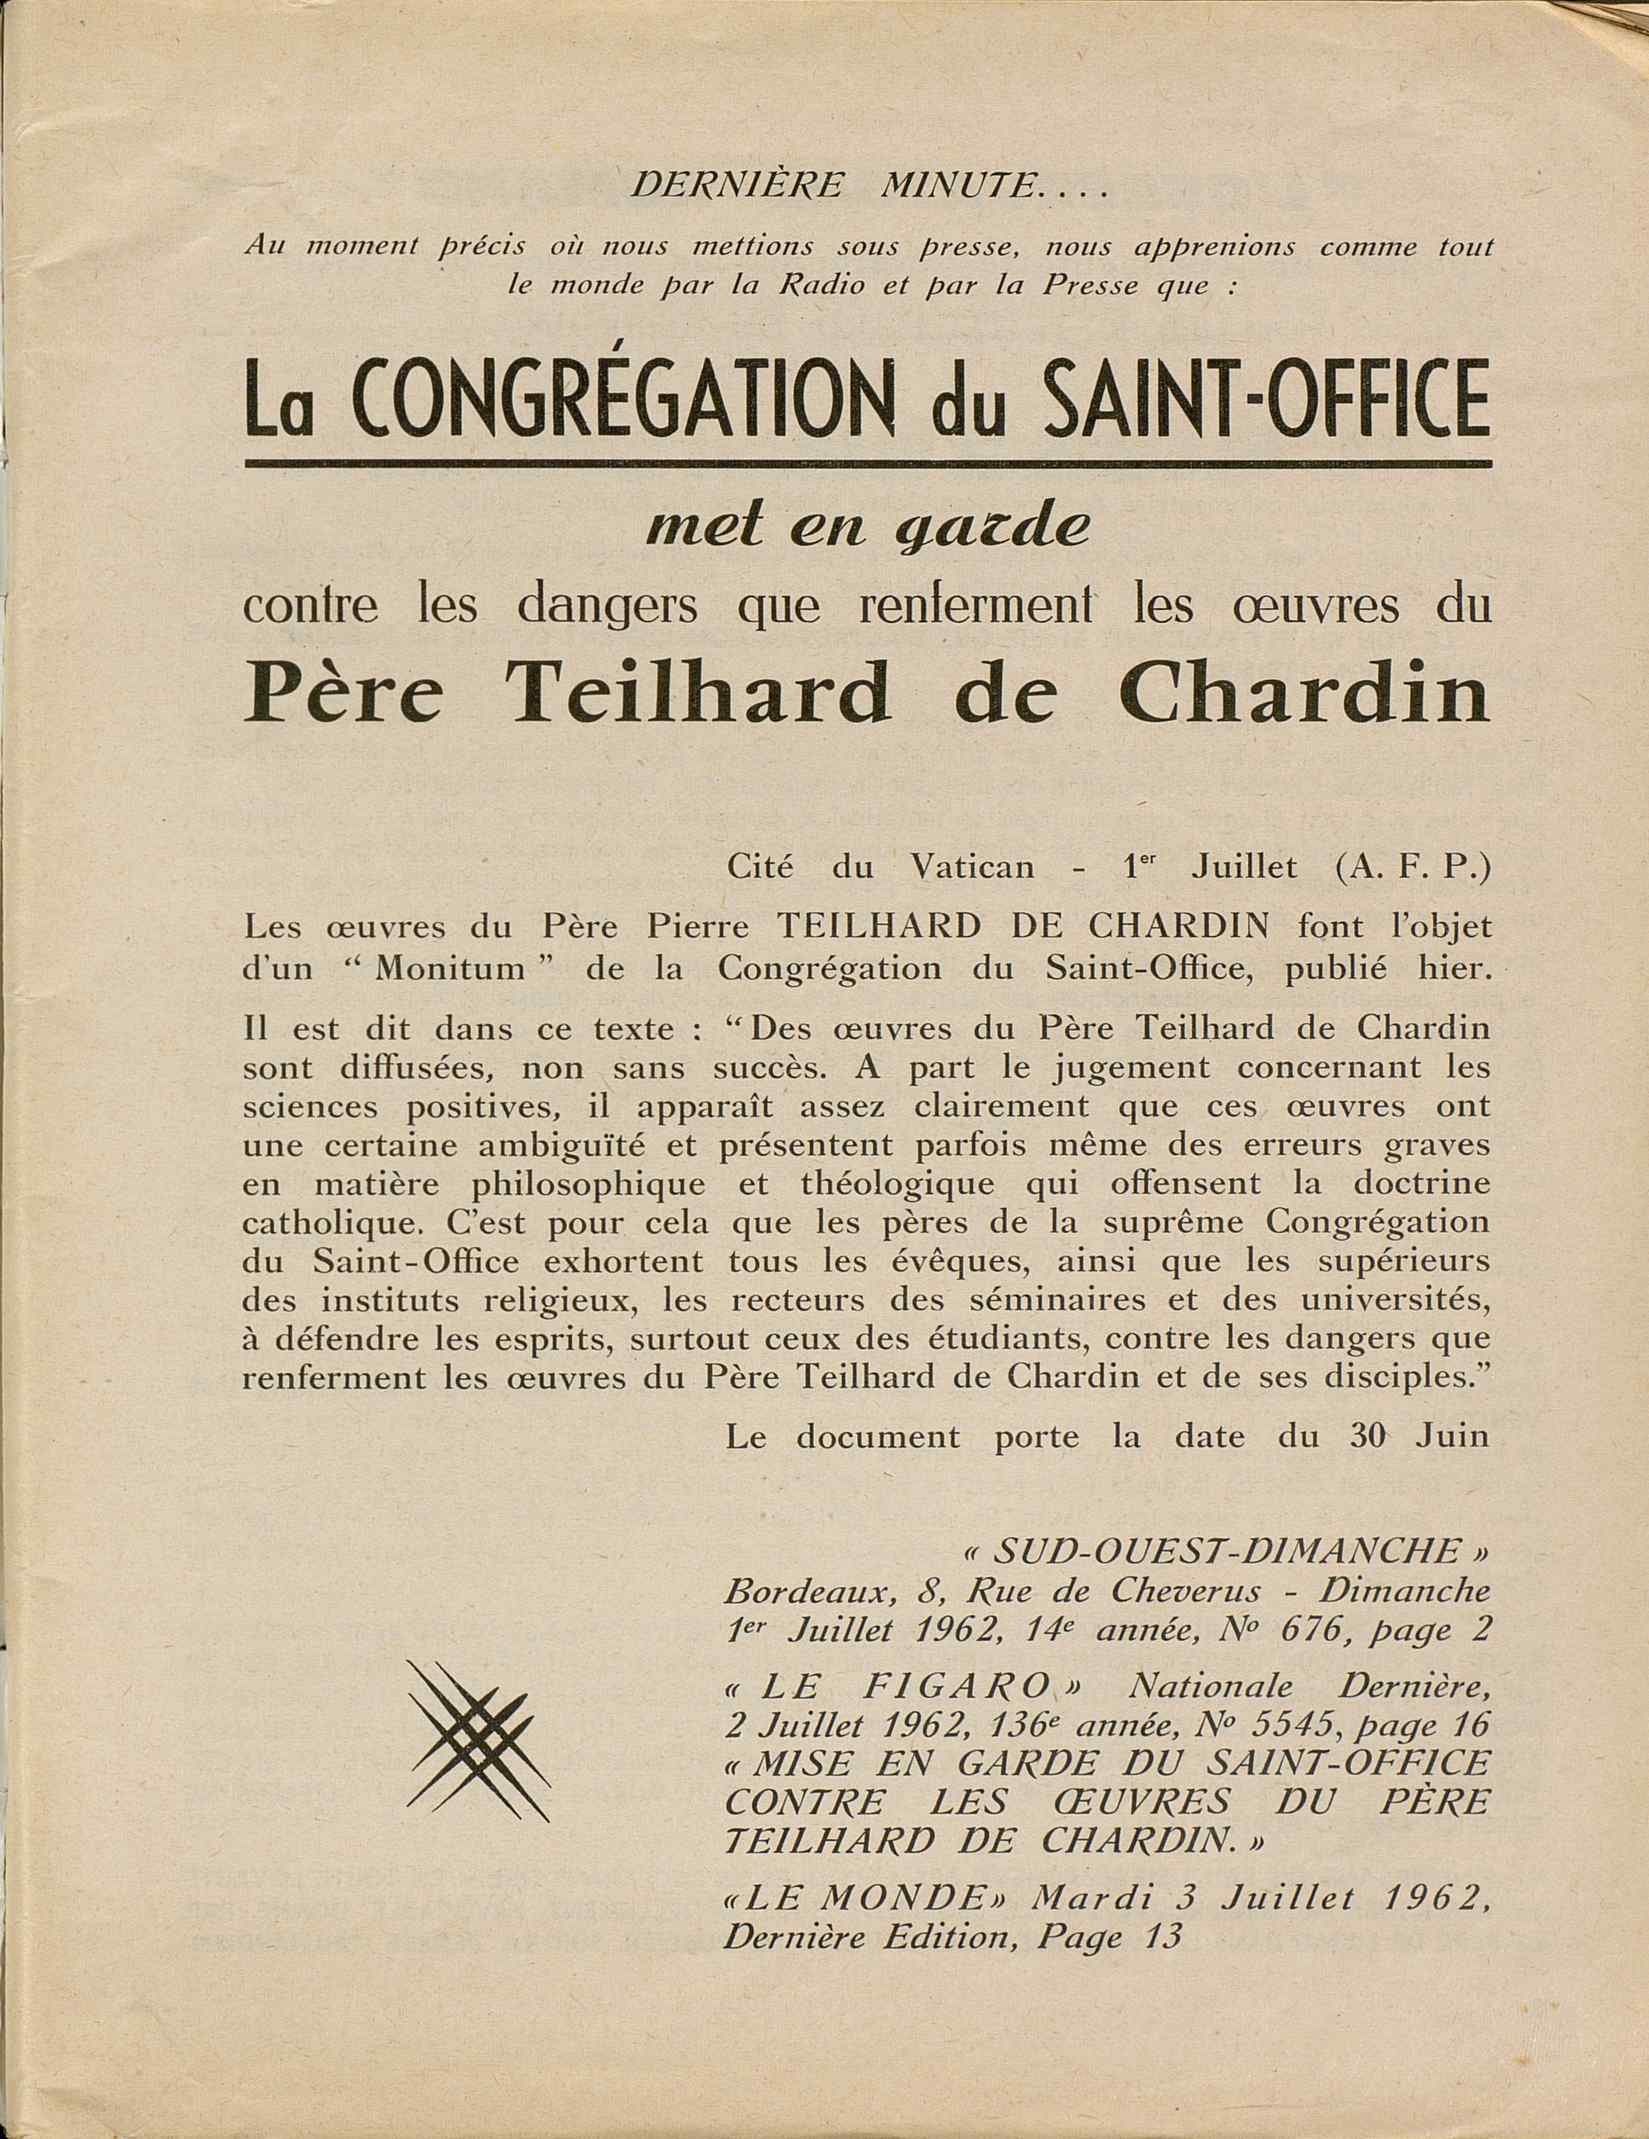 DERNIÈRE MINUTE....
Au moment précis où nous mettions sous presse, nous apprenions comme tout
le monde par la Radio et par la Presse que :
La CONGRÉGATION du SAINT-OFFICE
met en garde
contre les dangers que renferment les œuvres du
Père Teilhard de Chardin
Cité du Vatican - 1er Juillet (A. F. P.)
Les œuvres du Père Pierre TEILHARD DE CHARDIN font l'objet
d'un “ Monitum ” de la Congrégation du Saint-Office, publié hier.
Il est dit dans ce texte : “Des œuvres du Père Teilhard de Chardin
sont diffusées, non sans succès. A part le jugement concernant les
sciences positives, il apparaît assez clairement que ces œuvres ont
une certaine ambiguïté et présentent parfois même des erreurs graves
en matière philosophique et théologique qui offensent la doctrine
catholique. C'est pour cela que les pères de la suprême Congrégation
du Saint-Office exhortent tous les évêques, ainsi que les supérieurs
des instituts religieux, les recteurs des séminaires et des universités,
à défendre les esprits, surtout ceux des étudiants, contre les dangers que
renferment les œuvres du Père Teilhard de Chardin et de ses disciples.”
Le document porte la date du 30 Juin
« SUD-OUEST-DIMANCHE »
Bordeaux, 8, Rue de Cheverus - Dimanche
1er Juillet 1962, 14e année, No 676, page 2
« LE FIGARO » Nationale Dernière,
2 Juillet 1962, 136e année, No 5545, page 16
« MISE EN GARDE DU SAINT-OFFICE
CONTRE LES ŒUVRES DU PÈRE
TEILHARD DE CHARDIN. »
«LE MONDE» Mardi 3 Juillet 1962,
Dernière Edition, Page 13